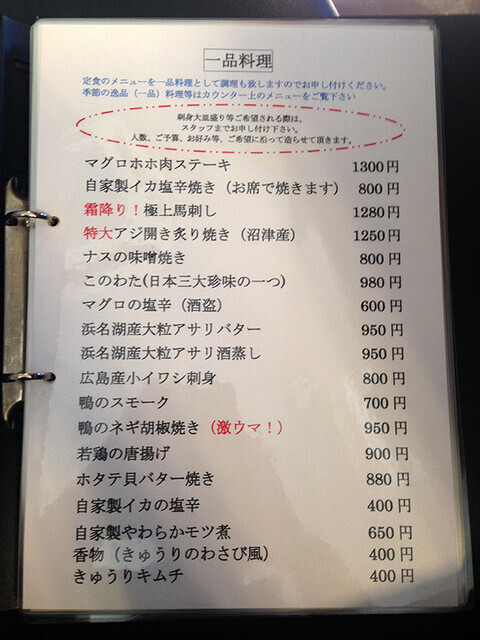 一品料理
定食のメニューを一品料理として調理も致しますのでお申し付けください。
季節の逸品（一品）料理等はカウンター上のメニューをご覧下さい
刺身大皿盛り等ご希望される際は、
スタッフまでお申し付け下さい。
人数、ご予算、お好み等、ご希望に沿って造らせて頂きます。
マグロホホ肉ステーキ 1300円
自家製イカ塩辛焼き（お席で焼きます） 800円
霜降り！極上馬刺し 1280円
特大アジ開き炙り焼き（沼津産） 1250円
ナスの味噌焼き 800円
このわた(日本三大珍味の一つ) 980円
マグロの塩辛（酒盗） 600円
浜名湖産大粒アサリバター 950円
浜名湖産大粒アサリ酒蒸し 950円
広島産小イワシ刺身 800円
鴨のスモーク 700円
鴨のネギ胡椒焼き（激ウマ！） 950円
若鶏の唐揚げ 900円
ホタテ貝バター焼き 880円
自家製イカの塩辛 400円
自家製やわらかモツ煮 650円
香物（きゅうりのわさび風） 400円
きゅうりキムチ 400円